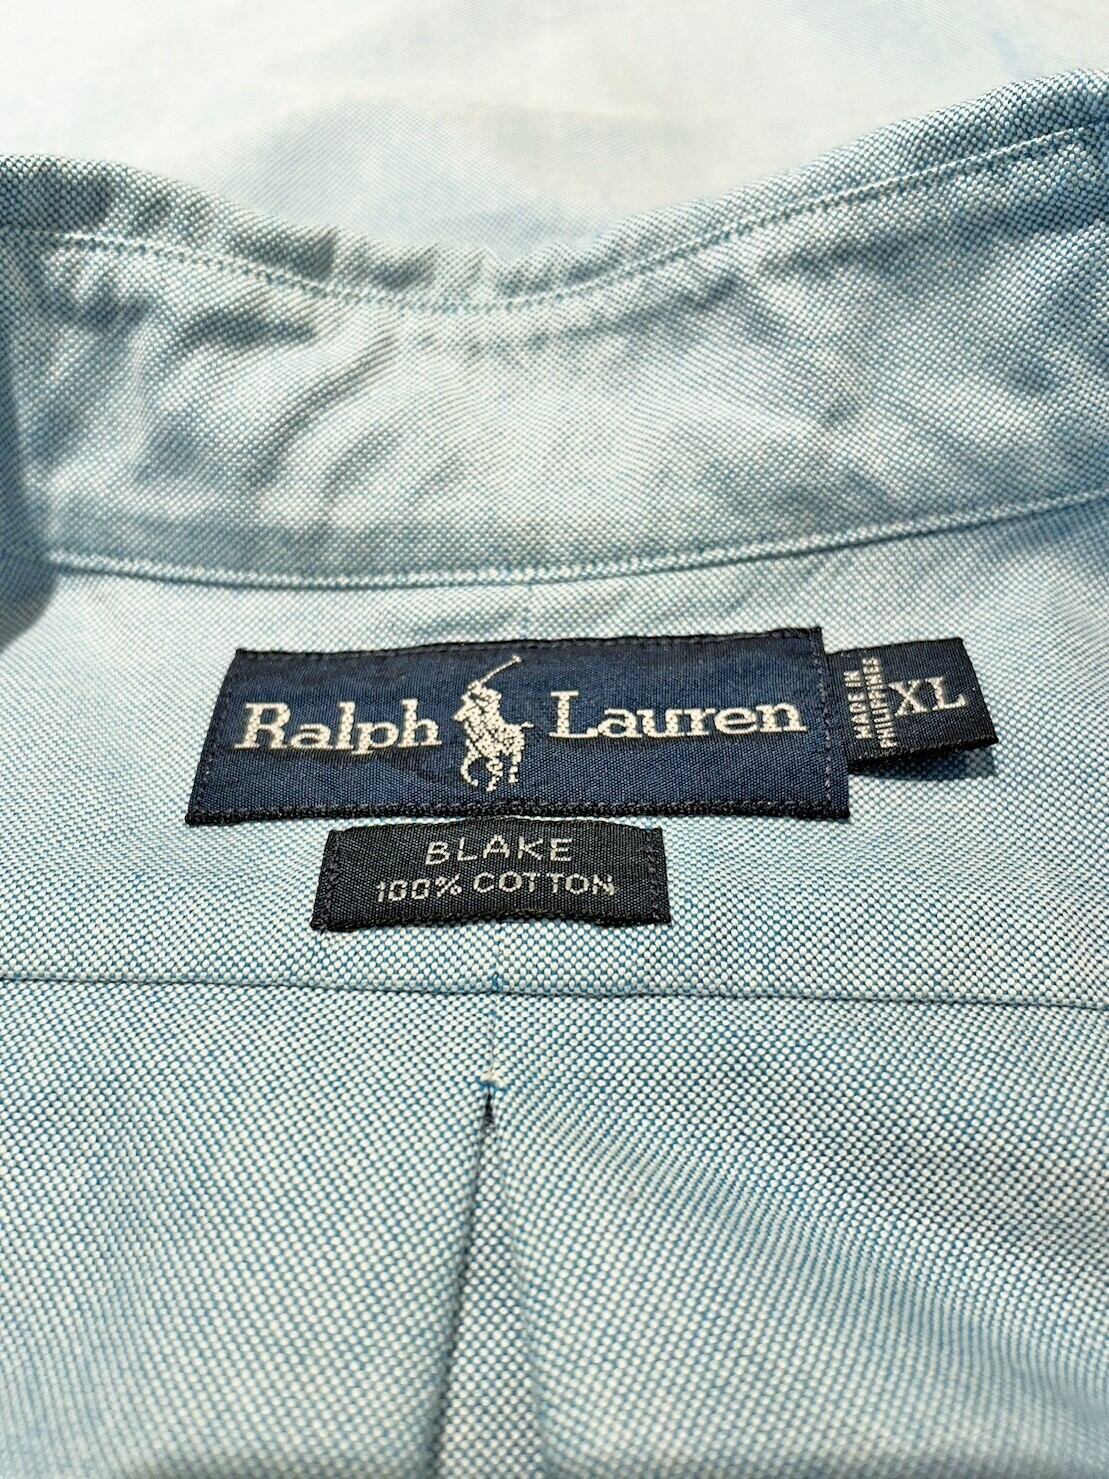 Ralph Lauren
MADE IN
PHILIPPINES
XL
BLAKE
100% COTTON